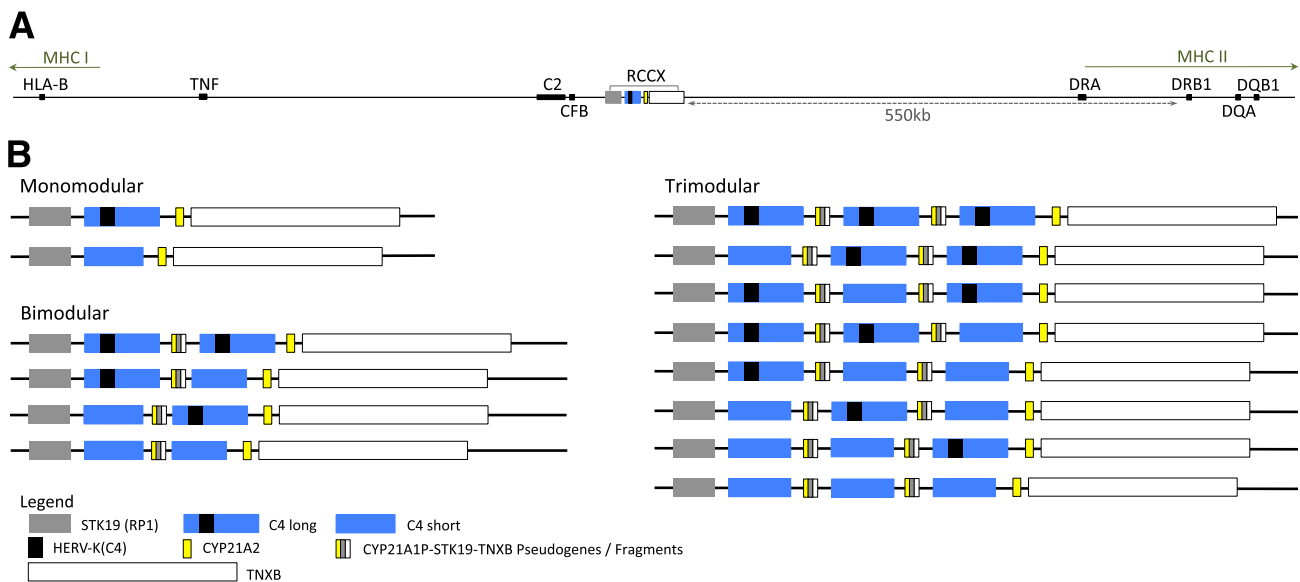 A
MHC I
MHC II
HLA-B
TNF
C2
CFB
RCCX
550kb
DRA
DRB1
DQB1
DQA
B
Monomodular
Bimodular
Trimodular
Legend
STK19 (RP1)
C4 long
C4 short
HERV-K(C4)
CYP21A2
CYP21A1P-STK19-TNXB Pseudogenes / Fragments
TNXB